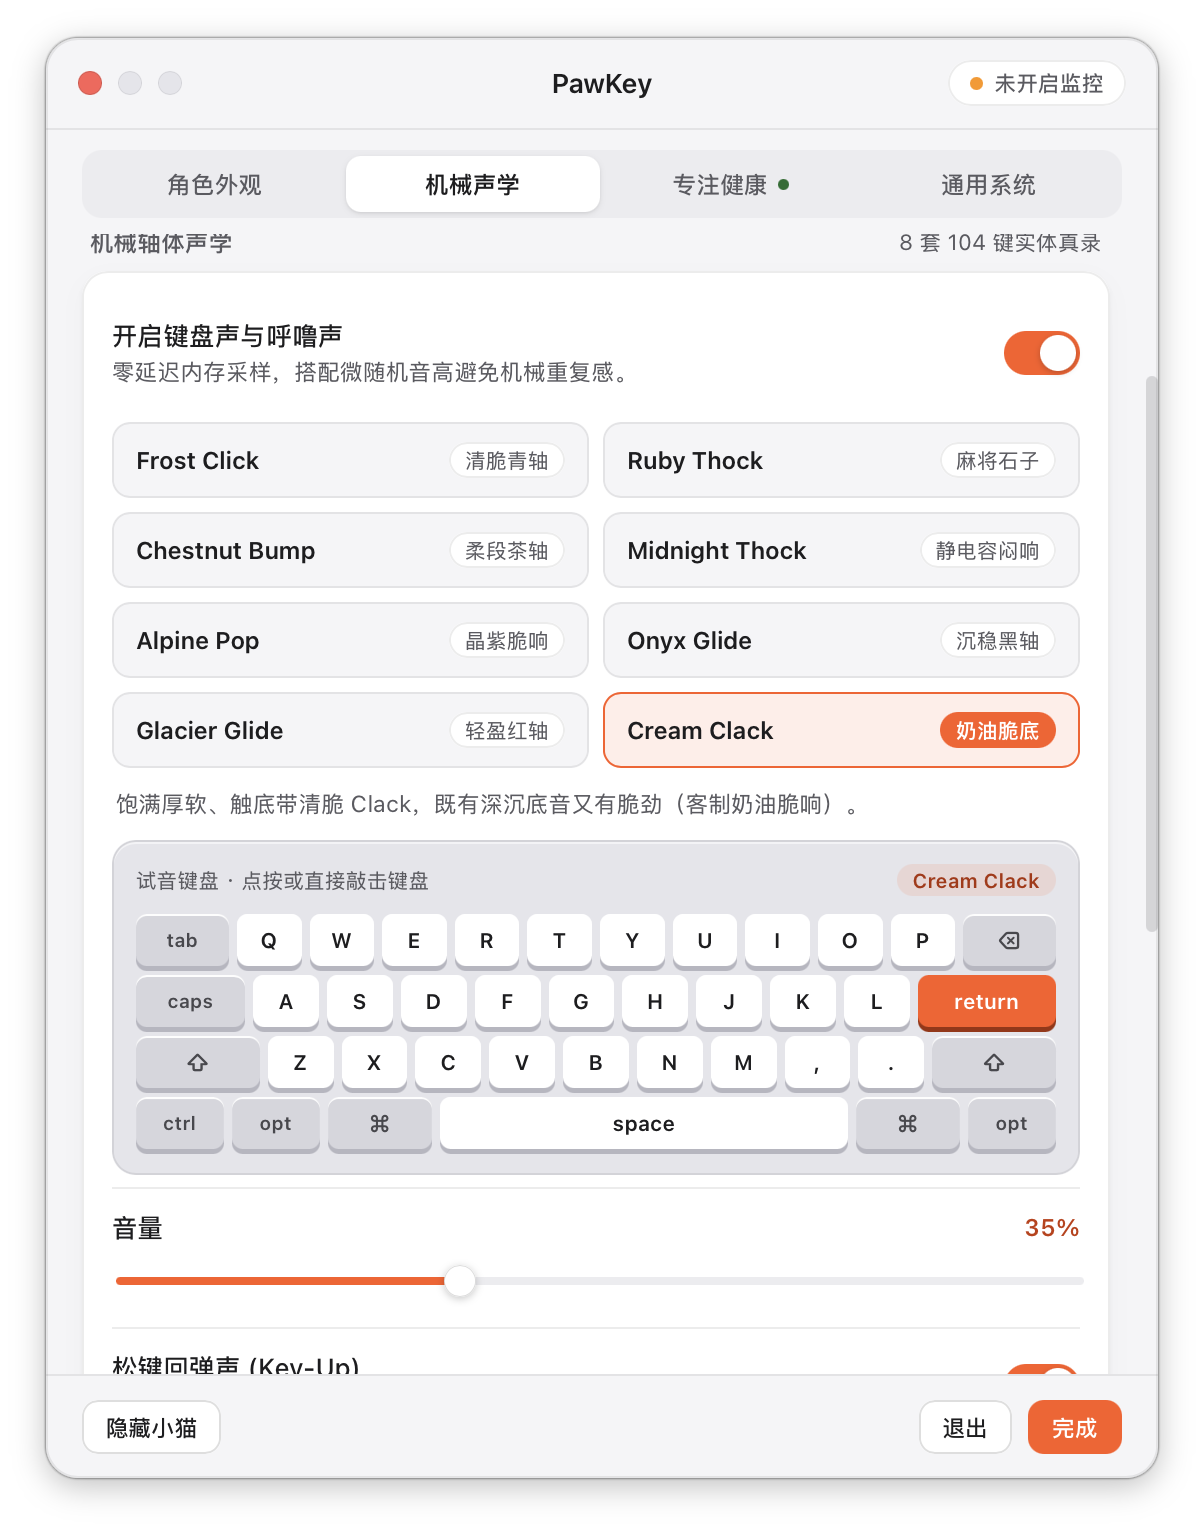 PawKey
未开启监控
角色外观 机械声学 专注健康 通用系统
机械轴体声学 8 套 104 键实体真录
开启键盘声与呼噜声
零延迟内存采样，搭配微随机音高避免机械重复感。
Frost Click 清脆青轴 Ruby Thock 麻将石子
Chestnut Bump 柔段茶轴 Midnight Thock 静电容闷响
Alpine Pop 晶紫脆响 Onyx Glide 沉稳黑轴
Glacier Glide 轻盈红轴 Cream Clack 奶油脆底
饱满厚软、触底带清脆 Clack，既有深沉底音又有脆劲（客制奶油脆响）。
试音键盘 · 点按或直接敲击键盘 Cream Clack
tab Q W E R T Y U I O P ⌫
caps A S D F G H J K L return
⇧ Z X C V B N M , . ⇧
ctrl opt ⌘ space ⌘ opt
音量 35%
松键回弹声 (Key-Up)
隐藏小猫 退出 完成